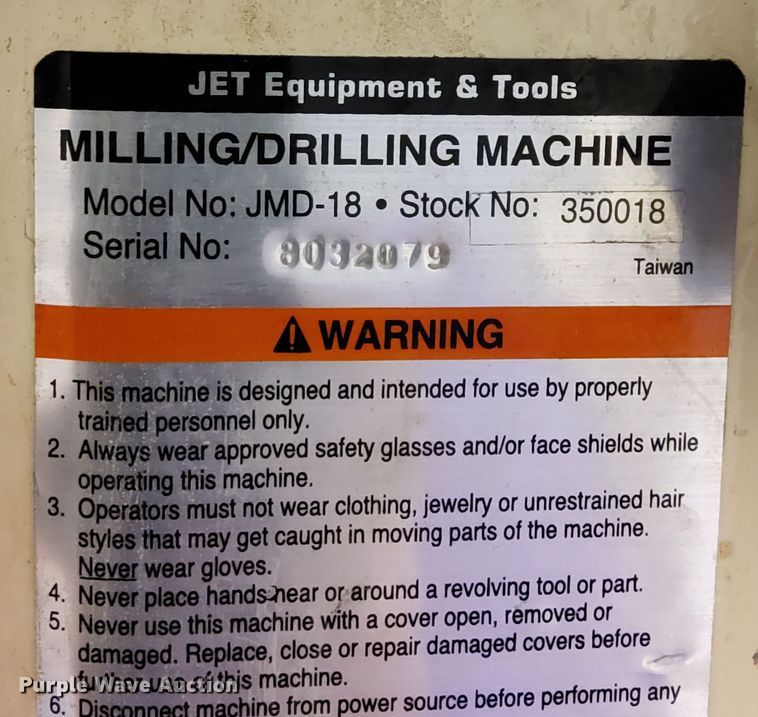 JET Equipment & Tools
MILLING/DRILLING MACHINE
Model No: JMD-18 • Stock No: 350018
Serial No: 8032079
Taiwan
WARNING
1. This machine is designed and intended for use by properly
trained personnel only.
2. Always wear approved safety glasses and/or face shields while
operating this machine.
3. Operators must not wear clothing, jewelry or unrestrained hair
styles that may get caught in moving parts of the machine.
Never wear gloves.
4. Never place hands near or around a revolving tool or part.
5. Never use this machine with a cover open, removed or
damaged. Replace, close or repair damaged covers before
this machine.
Purple Wave Auction
6. Disconnect machine from power source before performing any